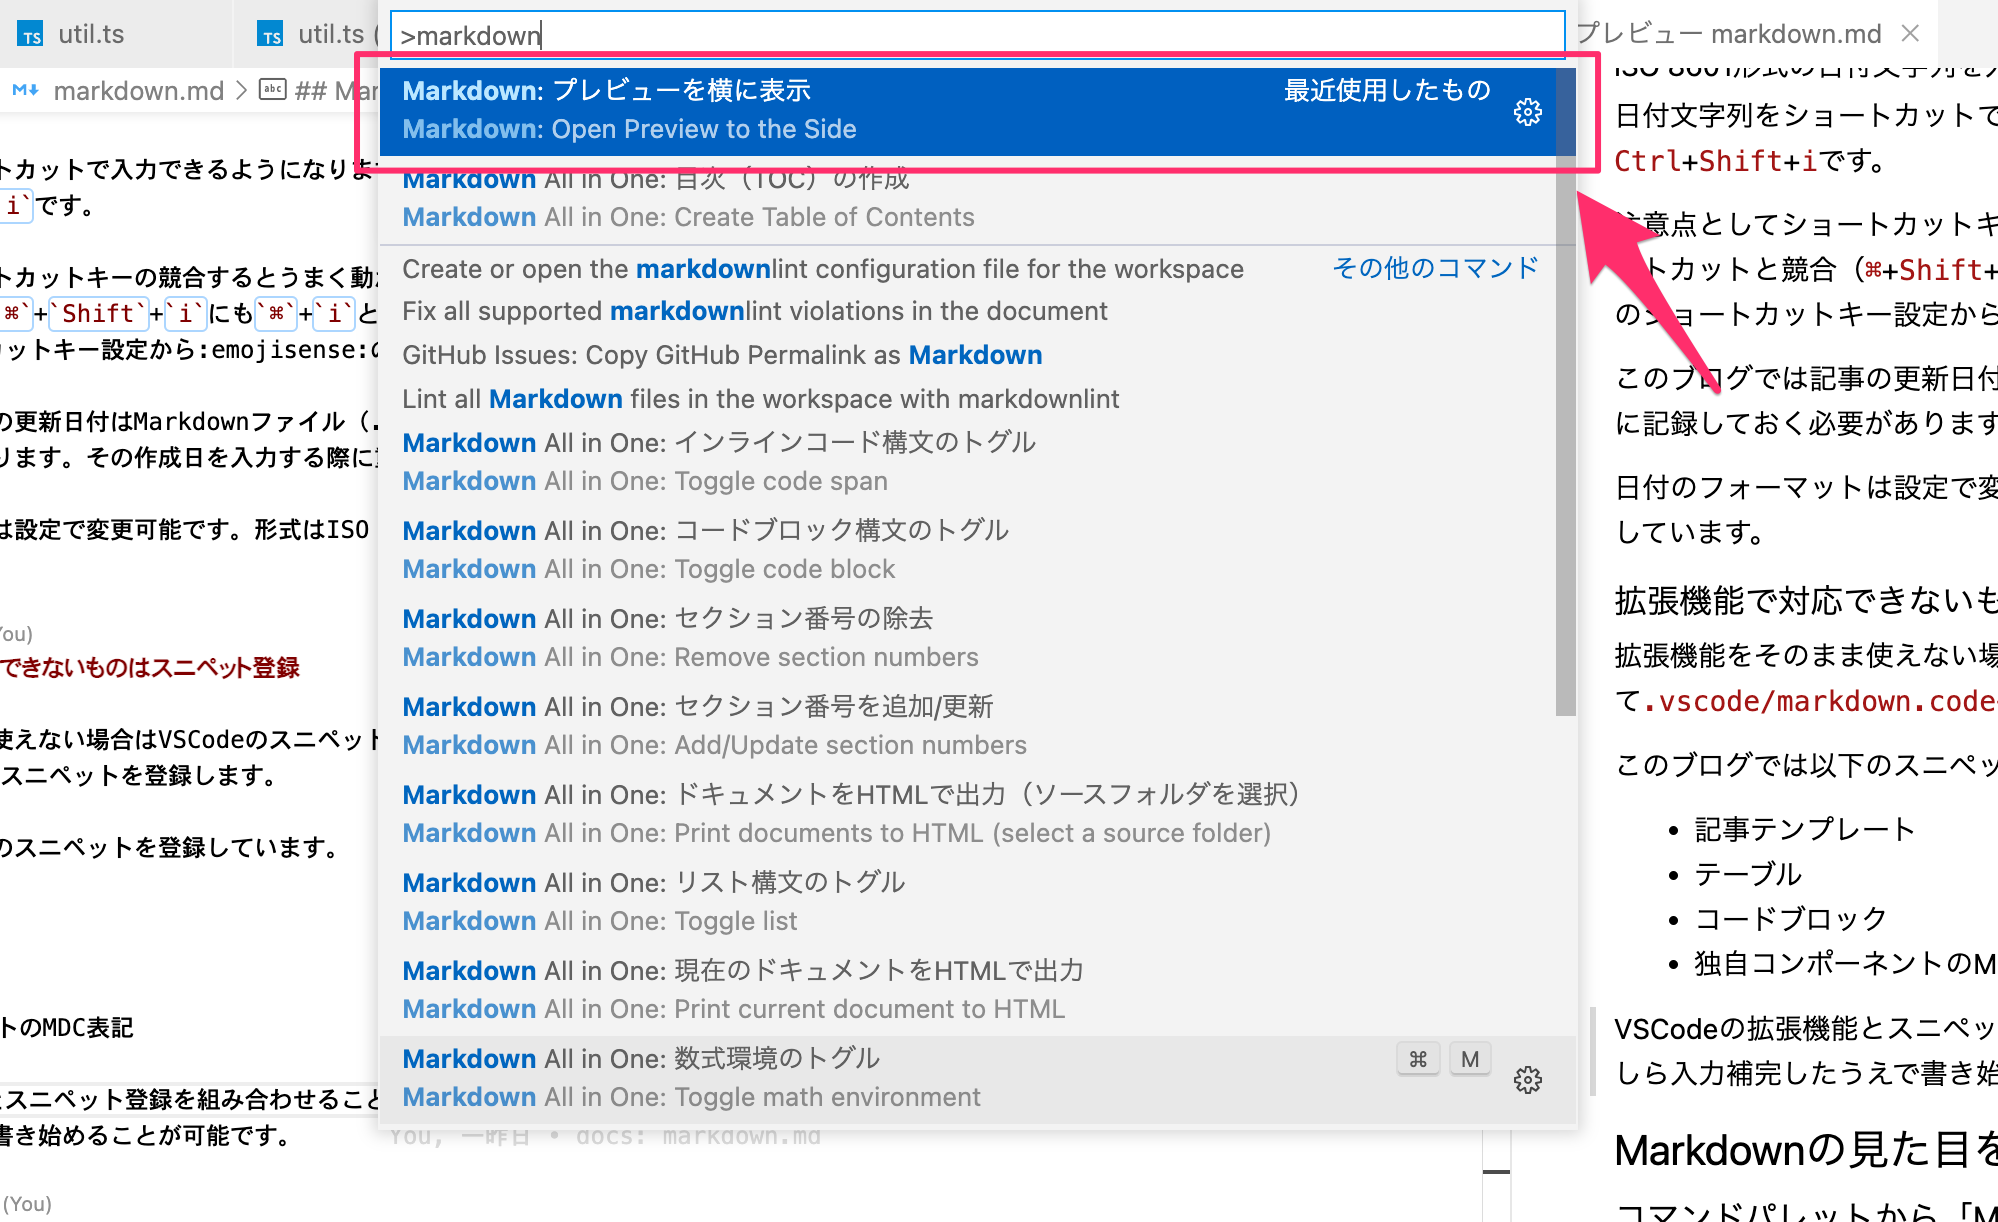 util.ts
util.ts (
>markdown
プレビュー markdown.md
markdown.md > ## Mar
Markdown: プレビューを横に表示
最近使用したもの
Markdown: Open Preview to the Side
Markdown All in One: 目次（TOC）の作成
Markdown All in One: Create Table of Contents
Create or open the markdownlint configuration file for the workspace
その他のコマンド
Fix all supported markdownlint violations in the document
GitHub Issues: Copy GitHub Permalink as Markdown
Lint all Markdown files in the workspace with markdownlint
Markdown All in One: インラインコード構文のトグル
Markdown All in One: Toggle code span
Markdown All in One: コードブロック構文のトグル
Markdown All in One: Toggle code block
Markdown All in One: セクション番号の除去
Markdown All in One: Remove section numbers
Markdown All in One: セクション番号を追加/更新
Markdown All in One: Add/Update section numbers
Markdown All in One: ドキュメントをHTMLで出力（ソースフォルダを選択）
Markdown All in One: Print documents to HTML (select a source folder)
Markdown All in One: リスト構文のトグル
Markdown All in One: Toggle list
Markdown All in One: 現在のドキュメントをHTMLで出力
Markdown All in One: Print current document to HTML
Markdown All in One: 数式環境のトグル
⌘ M
Markdown All in One: Toggle math environment
トカットで入力できるようになりま
i`です。
トカットキーの競合するとうまく動
⌘`+`Shift`+`i`にも`⌘`+`i`と
ットキー設定から:emojisense:の
の更新日付はMarkdownファイル（.
ります。その作成日を入力する際に
は設定で変更可能です。形式はISO
You)
できないものはスニペット登録
使えない場合はVSCodeのスニペット
スニペットを登録します。
のスニペットを登録しています。
トのMDC表記
スニペット登録を組み合わせること
書き始めることが可能です。
You, 一昨日 • docs: markdown.md
(You)
ISO 8601形式の日付文字列を
日付文字列をショートカットで
Ctrl+Shift+iです。
注意点としてショートカットキ
トカットと競合（⌘+Shift+
のショートカットキー設定から
このブログでは記事の更新日付
に記録しておく必要があります
日付のフォーマットは設定で変
しています。
拡張機能で対応できないも
拡張機能をそのまま使えない場
て.vscode/markdown.code
このブログでは以下のスニペッ
• 記事テンプレート
• テーブル
• コードブロック
• 独自コンポーネントのM
VSCodeの拡張機能とスニペッ
しら入力補完したうえで書き始
Markdownの見た目を
コマンドパレットから「M